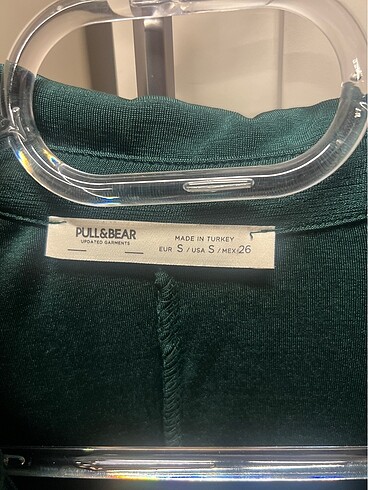 PULL&BEAR
UPDATED GARMENTS
MADE IN TURKEY
EUR S / USA S / MEX 26